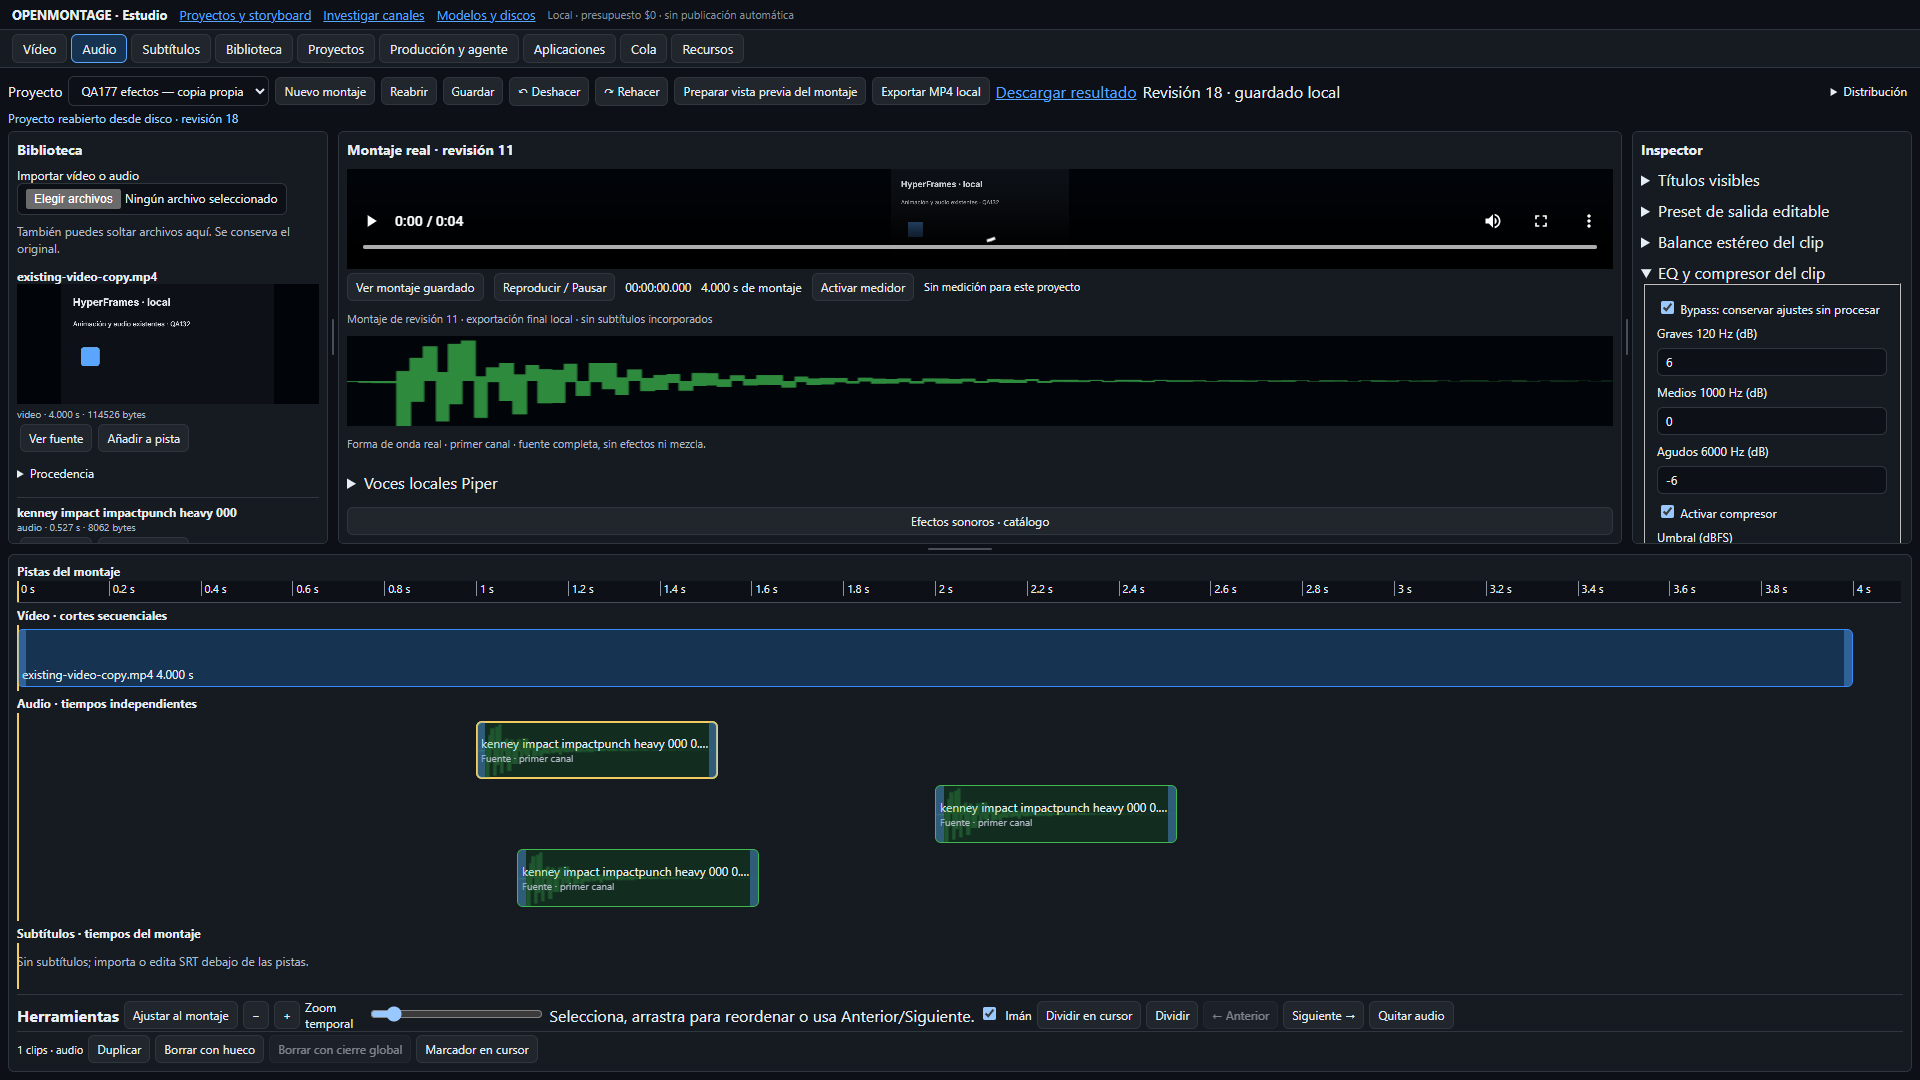 OPENMONTAGE · Estudio Proyectos y storyboard Investigar canales Modelos y discos Local · presupuesto $0 · sin publicación automática
Vídeo Audio Subtítulos Biblioteca Proyectos Producción y agente Aplicaciones Cola Recursos
Proyecto QA177 efectos — copia propia Nuevo montaje Reabrir Guardar ↶ Deshacer ↷ Rehacer Preparar vista previa del montaje Exportar MP4 local Descargar resultado Revisión 18 · guardado local Distribución
Proyecto reabierto desde disco · revisión 18
Biblioteca
Importar vídeo o audio
Elegir archivos Ningún archivo seleccionado
También puedes soltar archivos aquí. Se conserva el
original.
existing-video-copy.mp4
HyperFrames · local
Animación y audio existentes · QA132
video · 4.000 s · 114526 bytes
Ver fuente Añadir a pista
Procedencia
kenney impact impactpunch heavy 000
audio · 0.527 s · 8062 bytes
Montaje real · revisión 11
HyperFrames · local
Animación y audio existentes · QA132
0:00 / 0:04
Ver montaje guardado Reproducir / Pausar 00:00:00.000 4.000 s de montaje Activar medidor Sin medición para este proyecto
Montaje de revisión 11 · exportación final local · sin subtítulos incorporados
Forma de onda real · primer canal · fuente completa, sin efectos ni mezcla.
Voces locales Piper
Efectos sonoros · catálogo
Inspector
Títulos visibles
Preset de salida editable
Balance estéreo del clip
EQ y compresor del clip
Bypass: conservar ajustes sin procesar
Graves 120 Hz (dB)
6
Medios 1000 Hz (dB)
0
Agudos 6000 Hz (dB)
-6
Activar compresor
Umbral (dBFS)
Pistas del montaje
0 s 0.2 s 0.4 s 0.6 s 0.8 s 1 s 1.2 s 1.4 s 1.6 s 1.8 s 2 s 2.2 s 2.4 s 2.6 s 2.8 s 3 s 3.2 s 3.4 s 3.6 s 3.8 s 4 s
Vídeo · cortes secuenciales
existing-video-copy.mp4 4.000 s
Audio · tiempos independientes
kenney impact impactpunch heavy 000 0....
Fuente · primer canal
kenney impact impactpunch heavy 000 0....
Fuente · primer canal
kenney impact impactpunch heavy 000 0....
Fuente · primer canal
Subtítulos · tiempos del montaje
Sin subtítulos; importa o edita SRT debajo de las pistas.
Herramientas Ajustar al montaje − + Zoom temporal Selecciona, arrastra para reordenar o usa Anterior/Siguiente. Imán Dividir en cursor Dividir ← Anterior Siguiente → Quitar audio
1 clips · audio Duplicar Borrar con hueco Borrar con cierre global Marcador en cursor